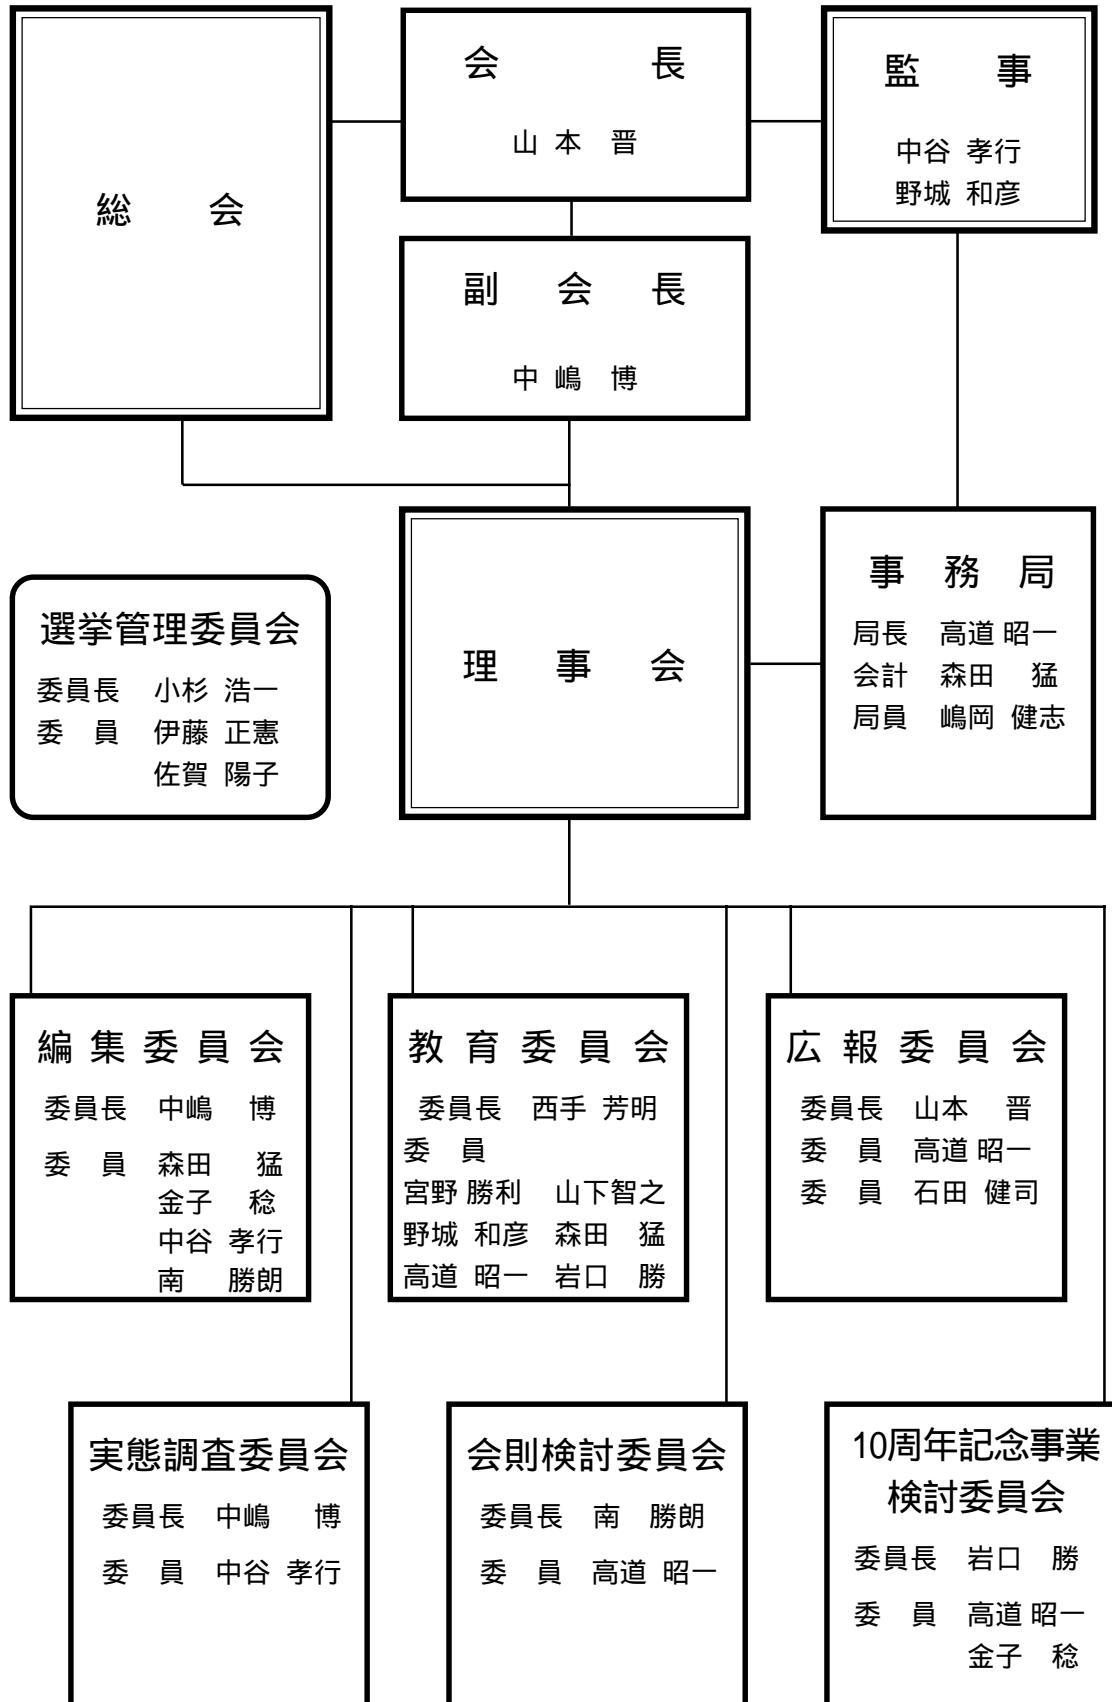 総 会
会 長
山本 晋
監 事
中谷 孝行
野城 和彦
副 会 長
中嶋 博
理 事 会
事 務 局
局長 高道 昭一
会計 森田 猛
局員 嶋岡 健志
選挙管理委員会
委員長 小杉 浩一
委 員 伊藤 正憲
佐賀 陽子
編 集 委 員 会
委員長 中嶋 博
委 員 森田 猛
金子 稔
中谷 孝行
南 勝朗
教 育 委 員 会
委員長 西手 芳明
委 員
宮野 勝利 山下智之
野城 和彦 森田 猛
高道 昭一 岩口 勝
広 報 委 員 会
委員長 山本 晋
委 員 高道 昭一
委 員 石田 健司
実態調査委員会
委員長 中嶋 博
委 員 中谷 孝行
会則検討委員会
委員長 南 勝朗
委 員 高道 昭一
10周年記念事業
検討委員会
委員長 岩口 勝
委 員 高道 昭一
金子 稔